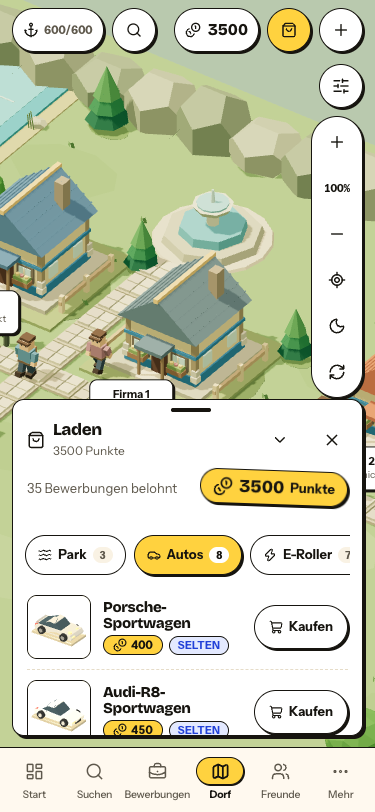 600/600
3500
100%
Firma 1
Laden
3500 Punkte
35 Bewerbungen belohnt
3500 Punkte
Park 3
Autos 8
E-Roller 7
Porsche-
Sportwagen
400 SELTEN
Kaufen
Audi-R8-
Sportwagen
450 SELTEN
Kaufen
Start
Suchen
Bewerbungen
Dorf
Freunde
Mehr